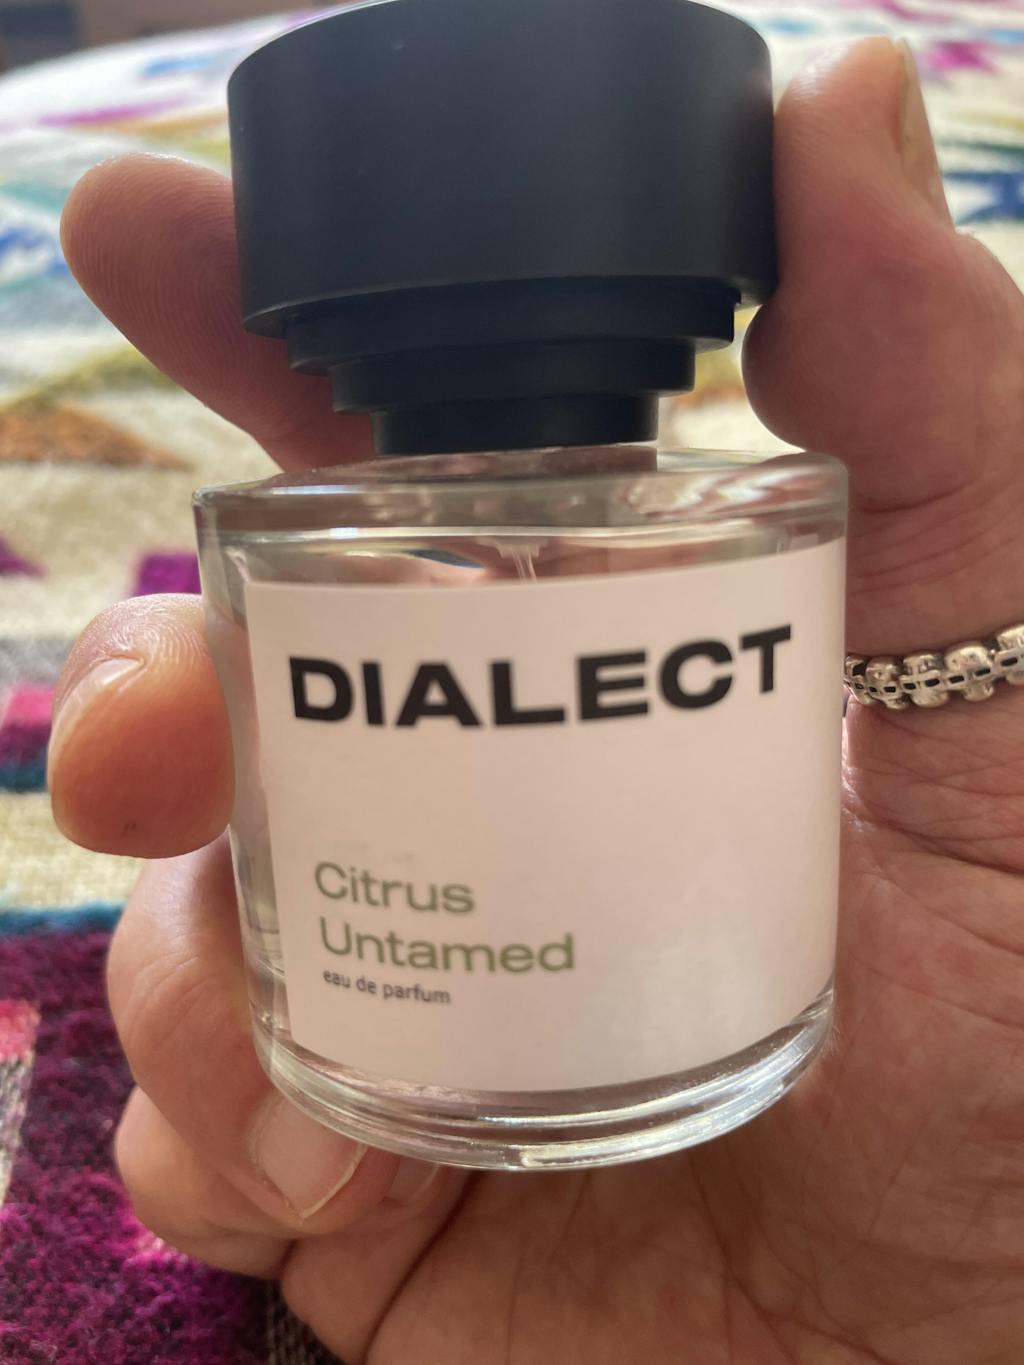 DIALECT
Citrus
Untamed
eau de parfum